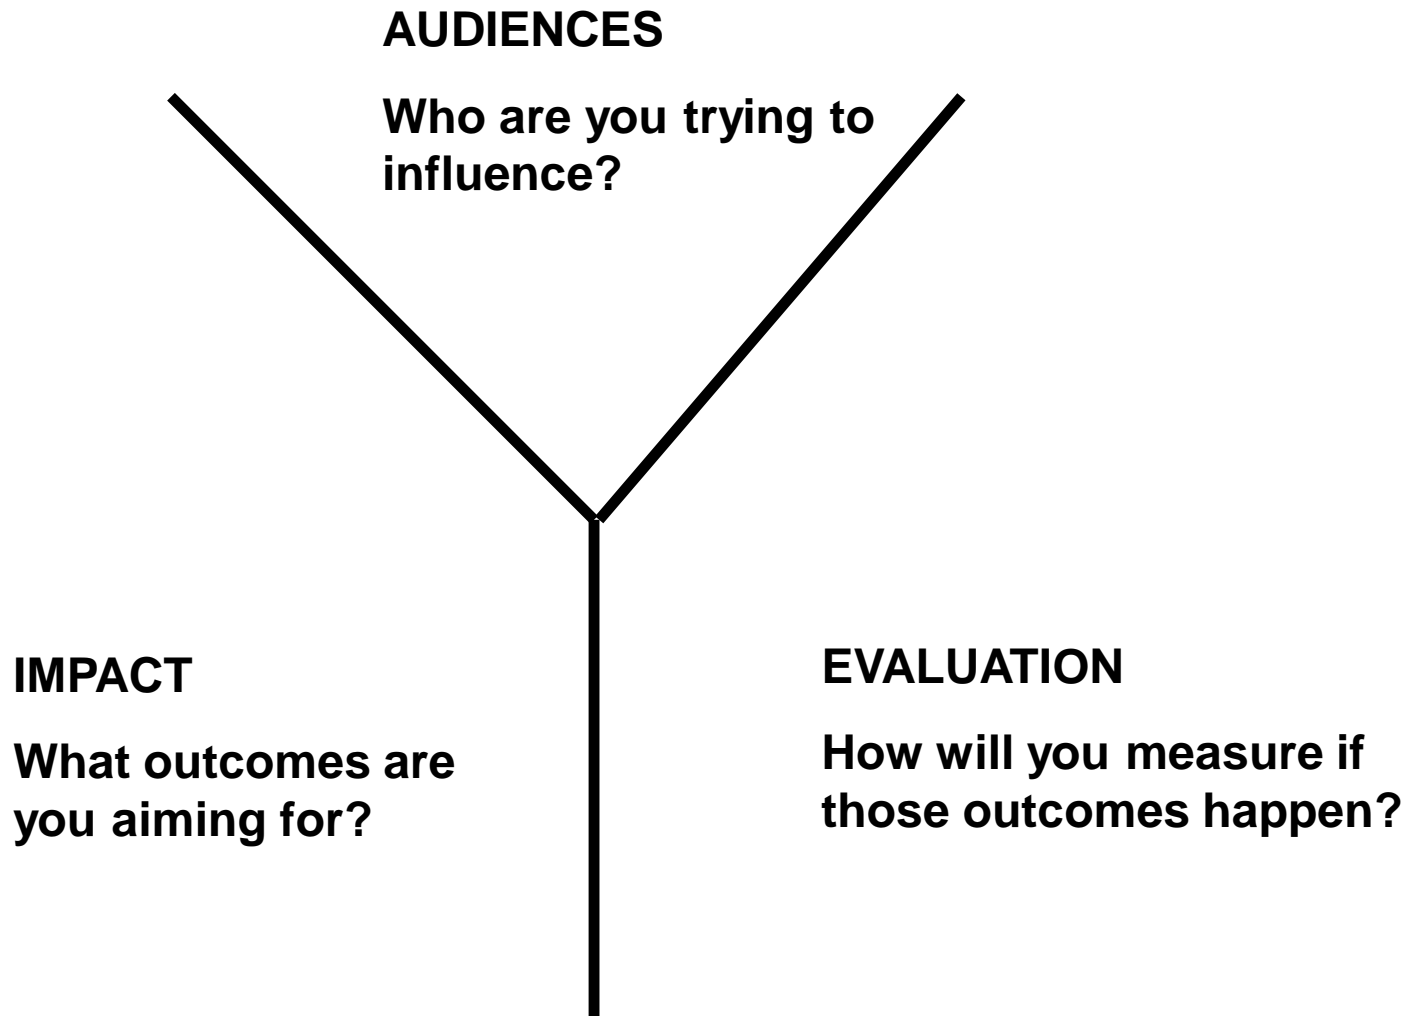 AUDIENCES
Who are you trying to
influence?
IMPACT
What outcomes are
you aiming for?
EVALUATION
How will you measure if
those outcomes happen?